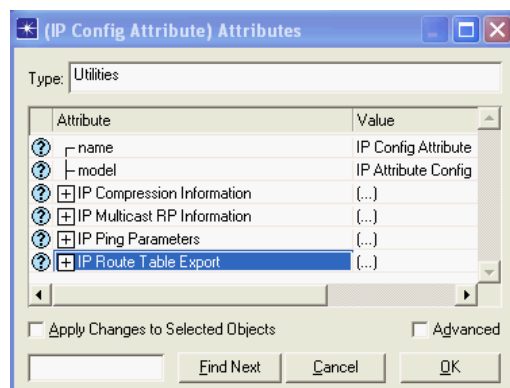 (IP Config Attribute) Attributes
Type: Utilities
Attribute Value
name IP Config Attribute
model IP Attribute Config
IP Compression Information (...)
IP Multicast RP Information (...)
IP Ping Parameters (...)
IP Route Table Export (...)
Apply Changes to Selected Objects Advanced
Find Next Cancel OK